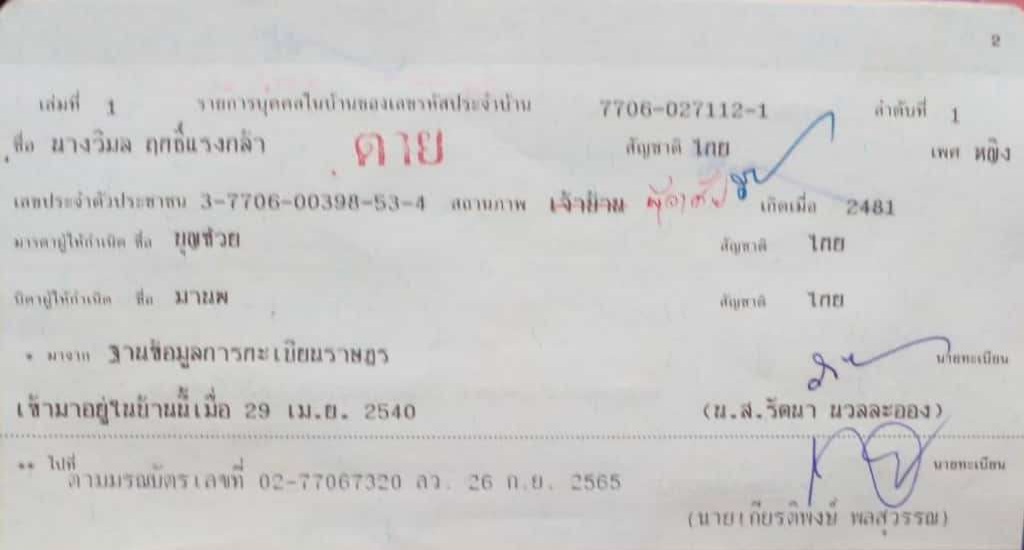 2
เล่มที่ 1 รายการบุคคลในบ้านของเลขรหัสประจำบ้าน 7706-027112-1 ลำดับที่ 1
ชื่อ นางวิมล ฤทธิ์แรงกล้า ตาย สัญชาติ ไทย เพศ หญิง
เลขประจำตัวประชาชน 3-7706-00398-53-4 สถานภาพ เจ้าบ้าน ผู้อาศัย เกิดเมื่อ 2481
มารดาผู้ให้กำเนิด ชื่อ บุญช่วย สัญชาติ ไทย
บิดาผู้ให้กำเนิด ชื่อ มานพ สัญชาติ ไทย
* มาจาก ฐานข้อมูลการทะเบียนราษฎร นายทะเบียน
เข้ามาอยู่ในบ้านนี้เมื่อ 29 เม.ย. 2540 (น.ส.รัตนา นวลละออง)
** ไปที่ นายทะเบียน
ตามมรณบัตรเลขที่ 02-77067320 ลว. 26 ก.ย. 2565
(นายเกียรติพงษ์ พลสุวรรณ)